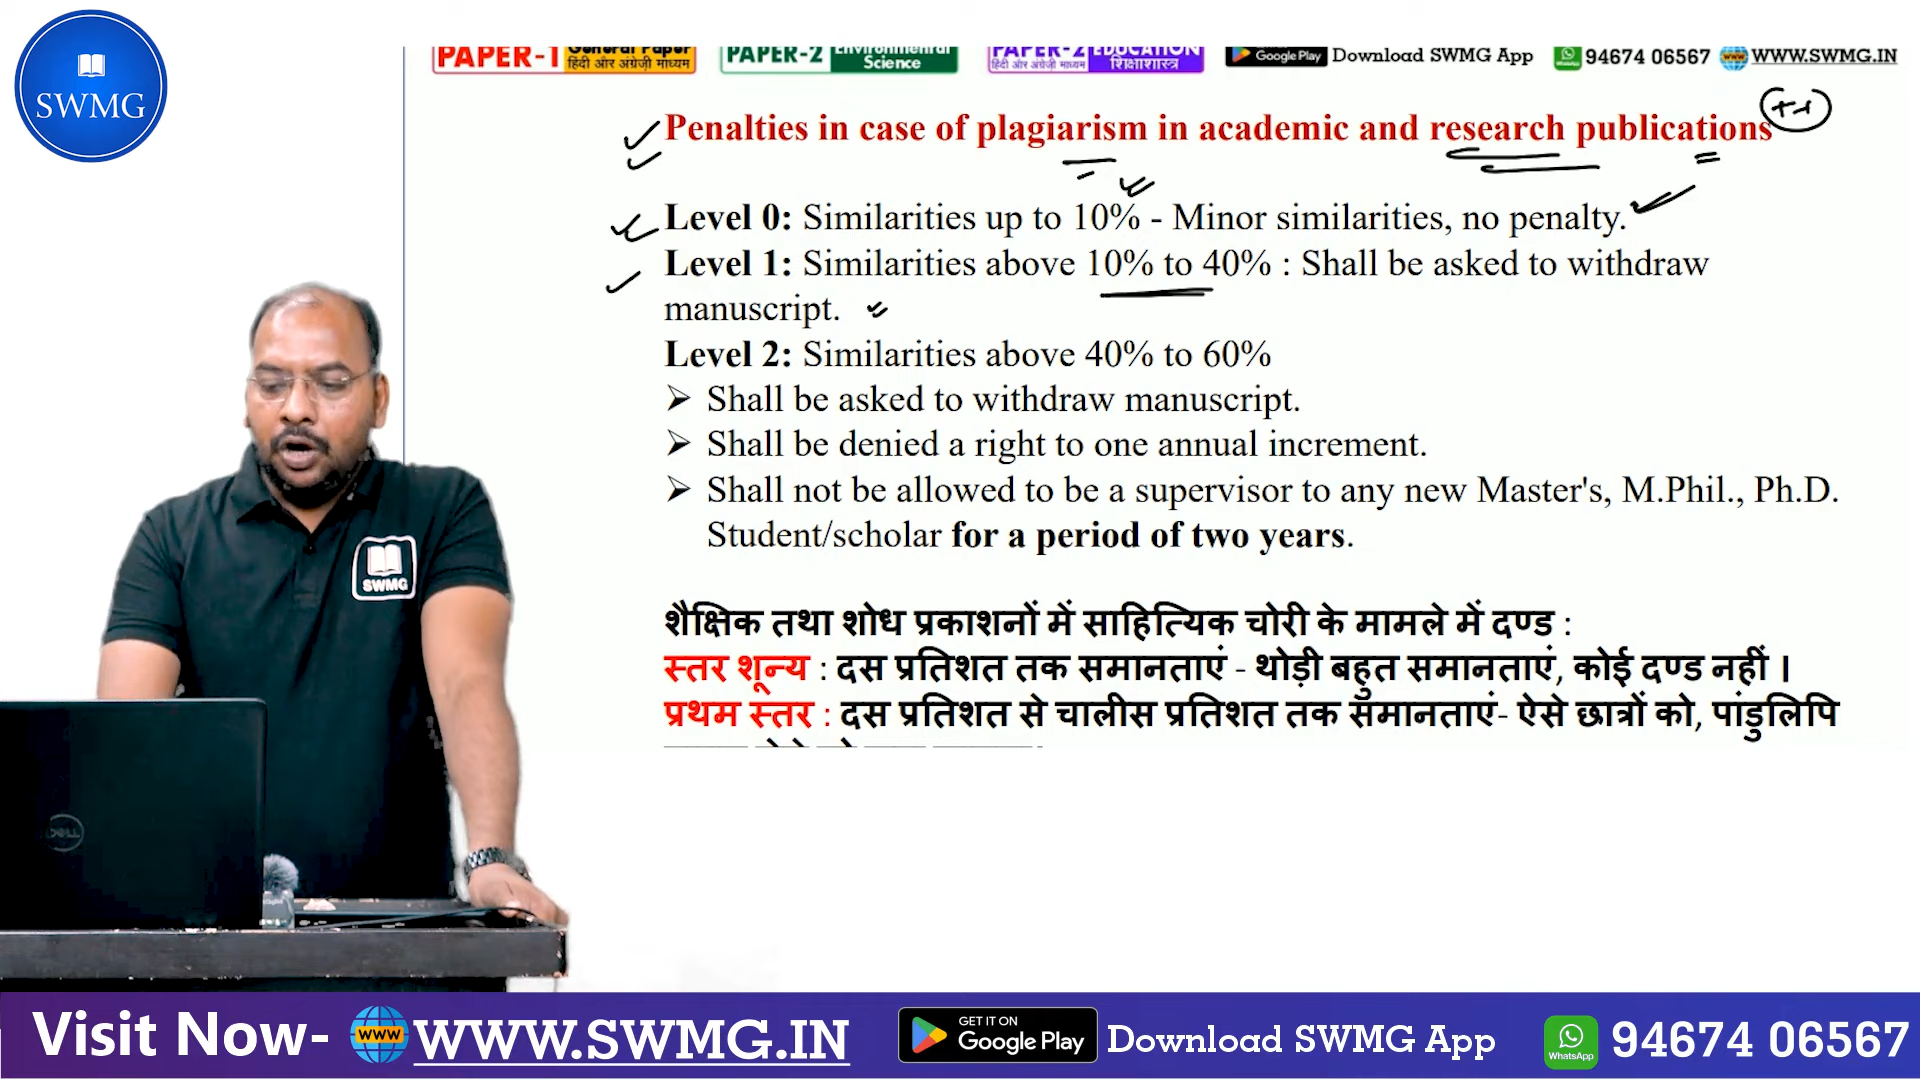 SWMG
PAPER-1 General Paper हिंदी और अंग्रेज़ी माध्यम
PAPER-2 Environmental Science
PAPER-2 EDUCATION हिंदी और अंग्रेज़ी माध्यम शिक्षाशास्त्र
Google Play Download SWMG App
WhatsApp 94674 06567 www WWW.SWMG.IN
Penalties in case of plagiarism in academic and research publications
Level 0: Similarities up to 10% - Minor similarities, no penalty.
Level 1: Similarities above 10% to 40% : Shall be asked to withdraw
manuscript.
Level 2: Similarities above 40% to 60%
➢ Shall be asked to withdraw manuscript.
➢ Shall be denied a right to one annual increment.
➢ Shall not be allowed to be a supervisor to any new Master's, M.Phil., Ph.D.
Student/scholar for a period of two years.
शैक्षिक तथा शोध प्रकाशनों में साहित्यिक चोरी के मामले में दण्ड :
स्तर शून्य : दस प्रतिशत तक समानताएं - थोड़ी बहुत समानताएं, कोई दण्ड नहीं ।
प्रथम स्तर : दस प्रतिशत से चालीस प्रतिशत तक समानताएं- ऐसे छात्रों को, पांडुलिपि
SWMG
DELL
Visit Now- www WWW.SWMG.IN
GET IT ON
Google Play
Download SWMG App
WhatsApp
94674 06567